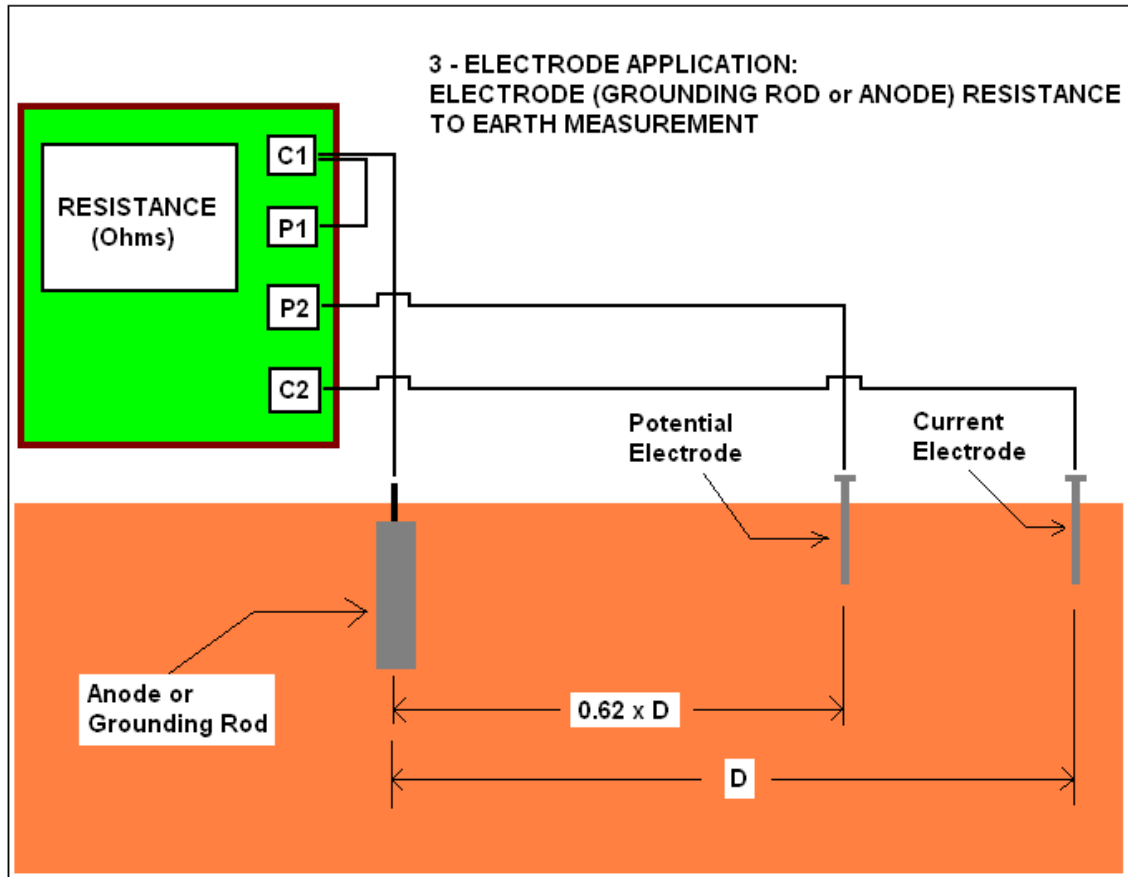 3 - ELECTRODE APPLICATION:
ELECTRODE (GROUNDING ROD or ANODE) RESISTANCE
TO EARTH MEASUREMENT
C1
RESISTANCE
(Ohms)
P1
P2
C2
Potential
Electrode
Current
Electrode
Anode or
Grounding Rod
0.62 x D
D